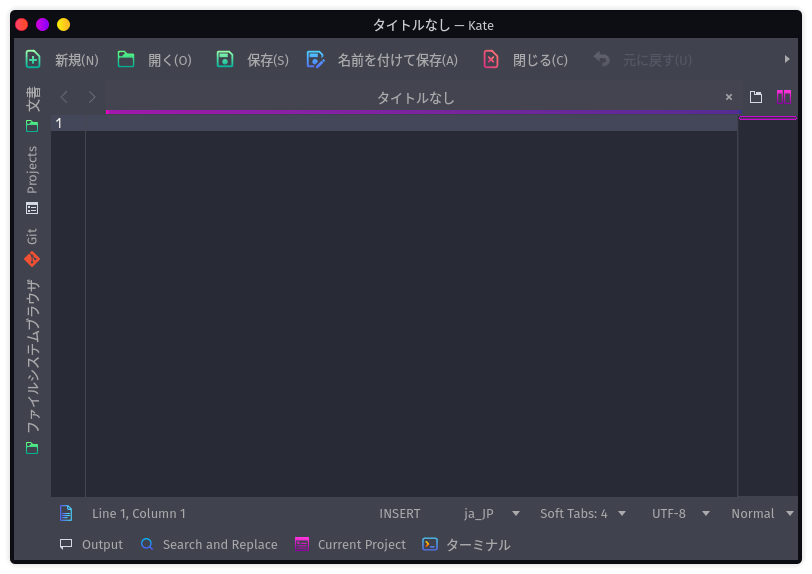 タイトルなし — Kate
新規(N) 開く(O) 保存(S) 名前を付けて保存(A) 閉じる(C) 元に戻す(U)
文書
Projects
Git
ファイルシステムブラウザ
タイトルなし
1
Line 1, Column 1 INSERT ja_JP Soft Tabs: 4 UTF-8 Normal
Output Search and Replace Current Project ターミナル